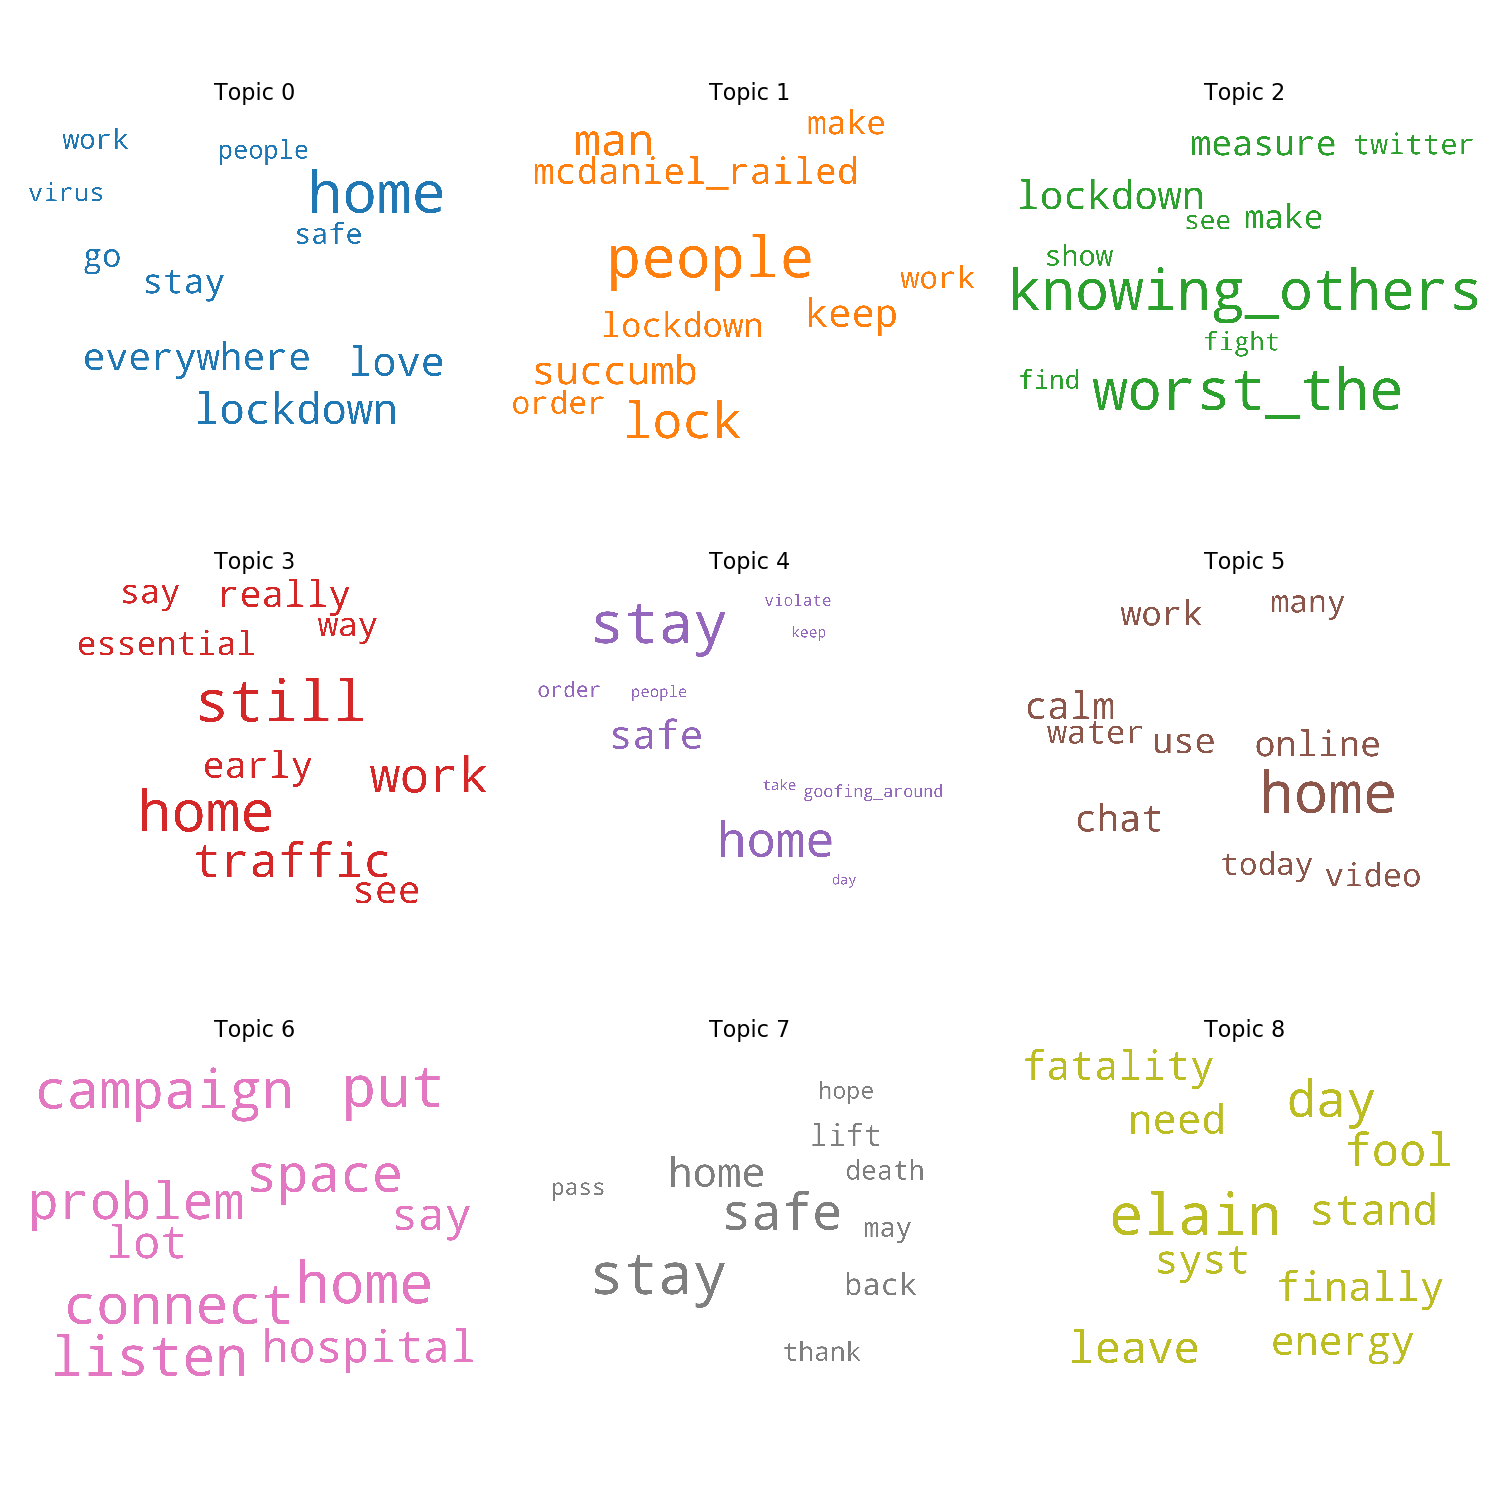 Topic 0
work
people
virus
home
safe
go
stay
everywhere
love
lockdown
Topic 1
make
man
mcdaniel_railed
people
work
keep
lockdown
succumb
order
lock
Topic 2
measure twitter
lockdown
see make
show
knowing_others
fight
find
worst_the
Topic 3
say
really
way
essential
still
early
work
home
traffic
see
Topic 4
violate
stay
keep
order
people
safe
take
goofing_around
home
day
Topic 5
many
work
calm
water
use
online
home
chat
today
video
Topic 6
campaign
put
space
problem
say
lot
home
connect
listen
hospital
Topic 7
hope
lift
home
death
pass
safe
may
stay
back
thank
Topic 8
fatality
day
need
fool
elain
stand
syst
finally
energy
leave